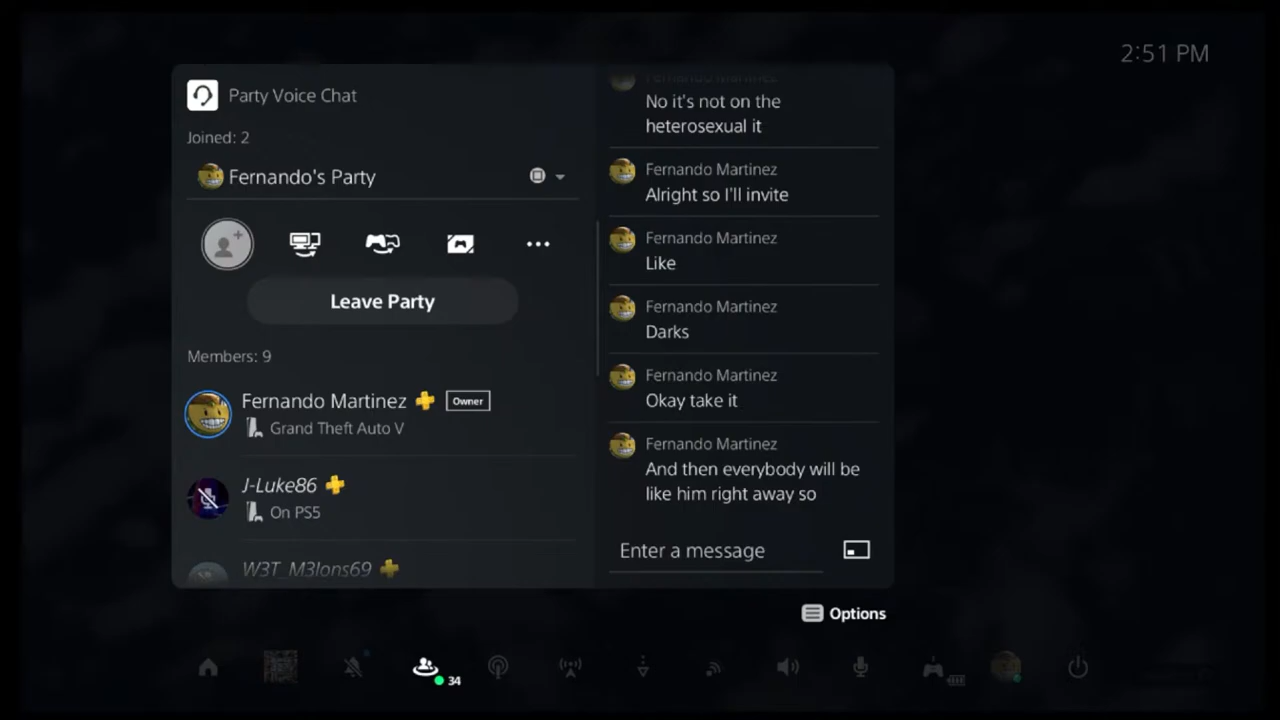 2:51 PM
Party Voice Chat
Joined: 2
Fernando's Party
Leave Party
Members: 9
Fernando Martinez
Owner
Grand Theft Auto V
J-Luke86
On PS5
W3T_M3lons69
Fernando Martinez
No it's not on the
heterosexual it
Fernando Martinez
Alright so I'll invite
Fernando Martinez
Like
Fernando Martinez
Darks
Fernando Martinez
Okay take it
Fernando Martinez
And then everybody will be
like him right away so
Enter a message
Options
34